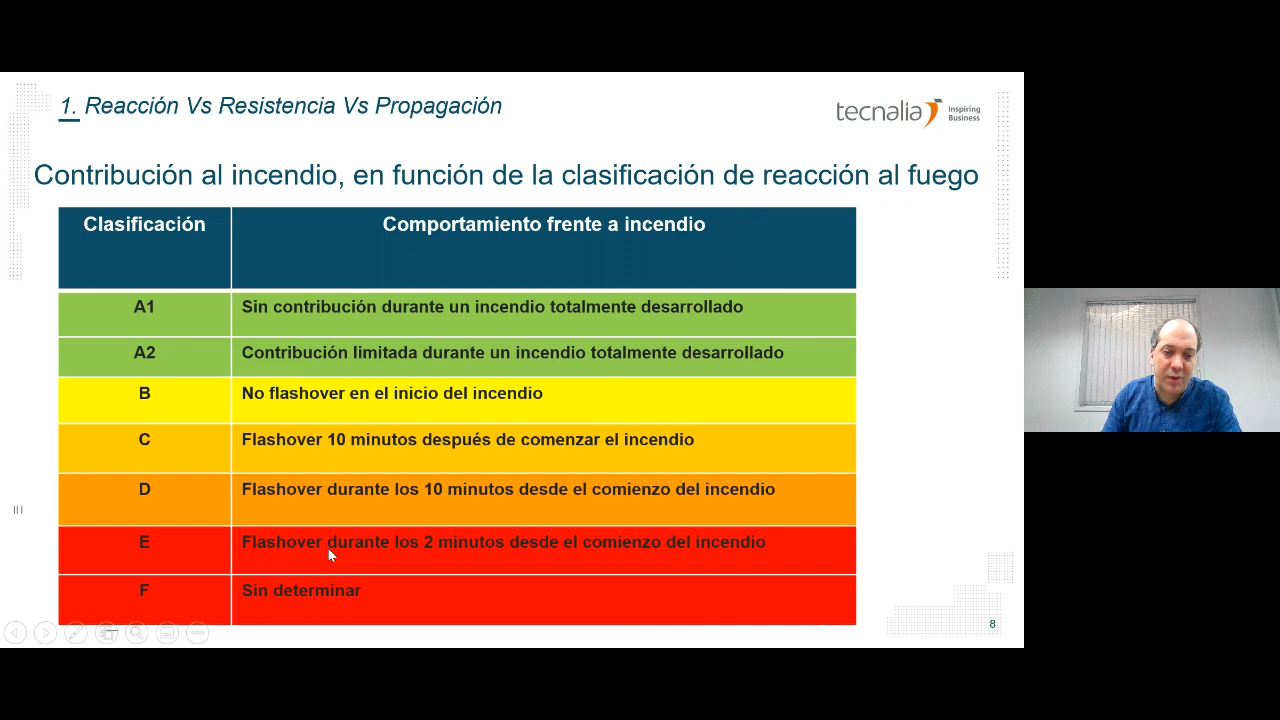 1. Reacción Vs Resistencia Vs Propagación
tecnalia Inspiring Business
Contribución al incendio, en función de la clasificación de reacción al fuego
Clasificación Comportamiento frente a incendio
A1 Sin contribución durante un incendio totalmente desarrollado
A2 Contribución limitada durante un incendio totalmente desarrollado
B No flashover en el inicio del incendio
C Flashover 10 minutos después de comenzar el incendio
D Flashover durante los 10 minutos desde el comienzo del incendio
E Flashover durante los 2 minutos desde el comienzo del incendio
F Sin determinar
8